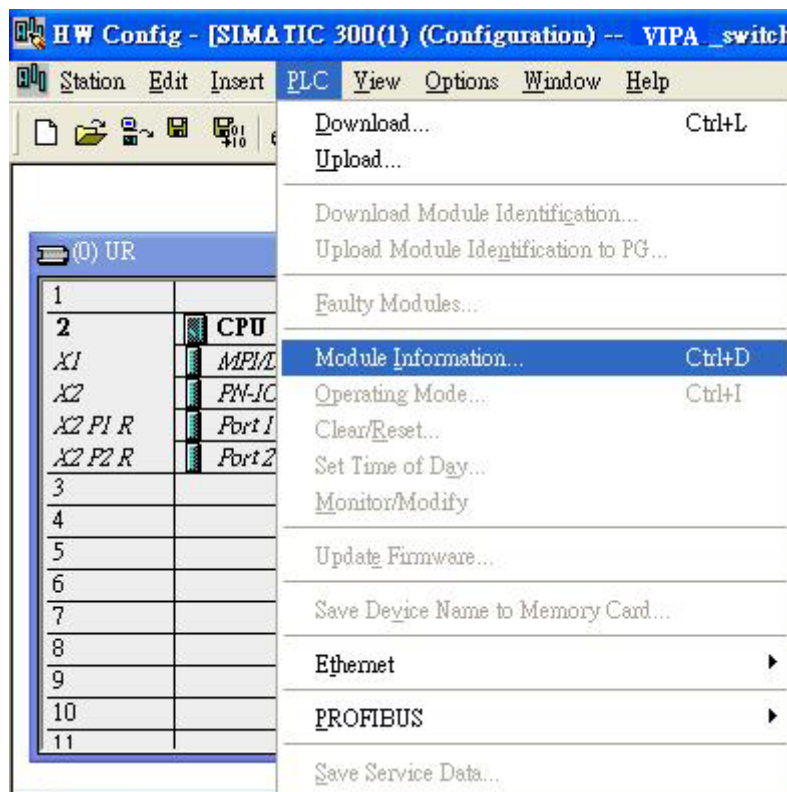 HW Config - [SIMATIC 300(1) (Configuration) -- VIPA _switch
Station Edit Insert PLC View Options Window Help
Download... Ctrl+L
Upload...
Download Module Identification...
Upload Module Identification to PG...
Faulty Modules...
Module Information... Ctrl+D
Operating Mode... Ctrl+I
Clear/Reset...
Set Time of Day...
Monitor/Modify
Update Firmware...
Save Device Name to Memory Card...
Ethernet
PROFIBUS
Save Service Data...
(0) UR
1
2 CPU
X1 MPI/D
X2 PN-IO
X2 P1 R Port 1
X2 P2 R Port 2
3
4
5
6
7
8
9
10
11